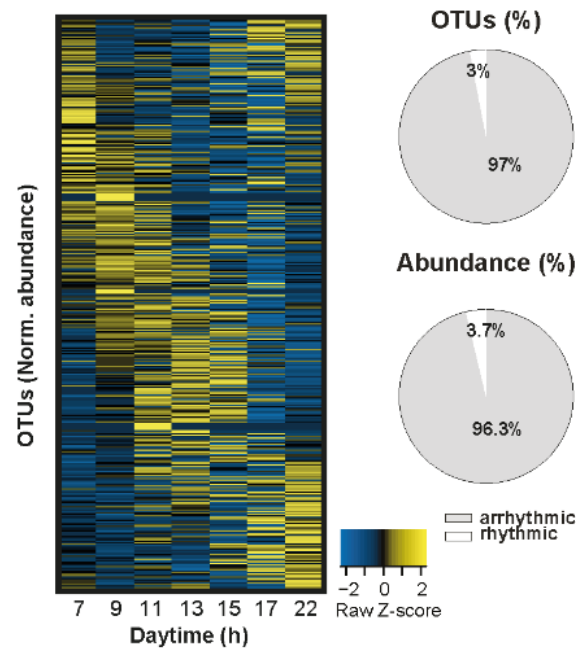 OTUs (%)
3%
97%
Abundance (%)
3.7%
96.3%
arrhythmic
rhythmic
−2 0 2
Raw Z-score
OTUs (Norm. abundance)
7 9 11 13 15 17 22
Daytime (h)